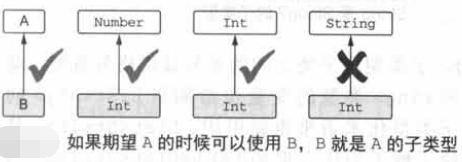 A Number Int String
B Int Int Int
如果期望 A 的时候可以使用 B，B 就是 A 的子类型